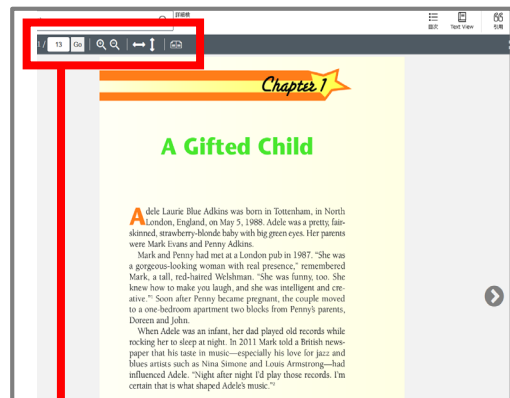 詳細検
目次 Text View 引用
/ 13 Go
Chapter 1
A Gifted Child
Adele Laurie Blue Adkins was born in Tottenham, in North
London, England, on May 5, 1988. Adele was a pretty, fair-
skinned, strawberry-blonde baby with big green eyes. Her parents
were Mark Evans and Penny Adkins.
Mark and Penny had met at a London pub in 1987. “She was
a gorgeous-looking woman with real presence,” remembered
Mark, a tall, red-haired Welshman. “She was funny, too. She
knew how to make you laugh, and she was intelligent and cre-
ative.”1 Soon after Penny became pregnant, the couple moved
to a one-bedroom apartment two blocks from Penny’s parents,
Doreen and John.
When Adele was an infant, her dad played old records while
rocking her to sleep at night. In 2011 Mark told a British news-
paper that his taste in music—especially his love for jazz and
blues artists such as Nina Simone and Louis Armstrong—had
influenced Adele. “Night after night I’d play those records. I’m
certain that is what shaped Adele’s music.”2